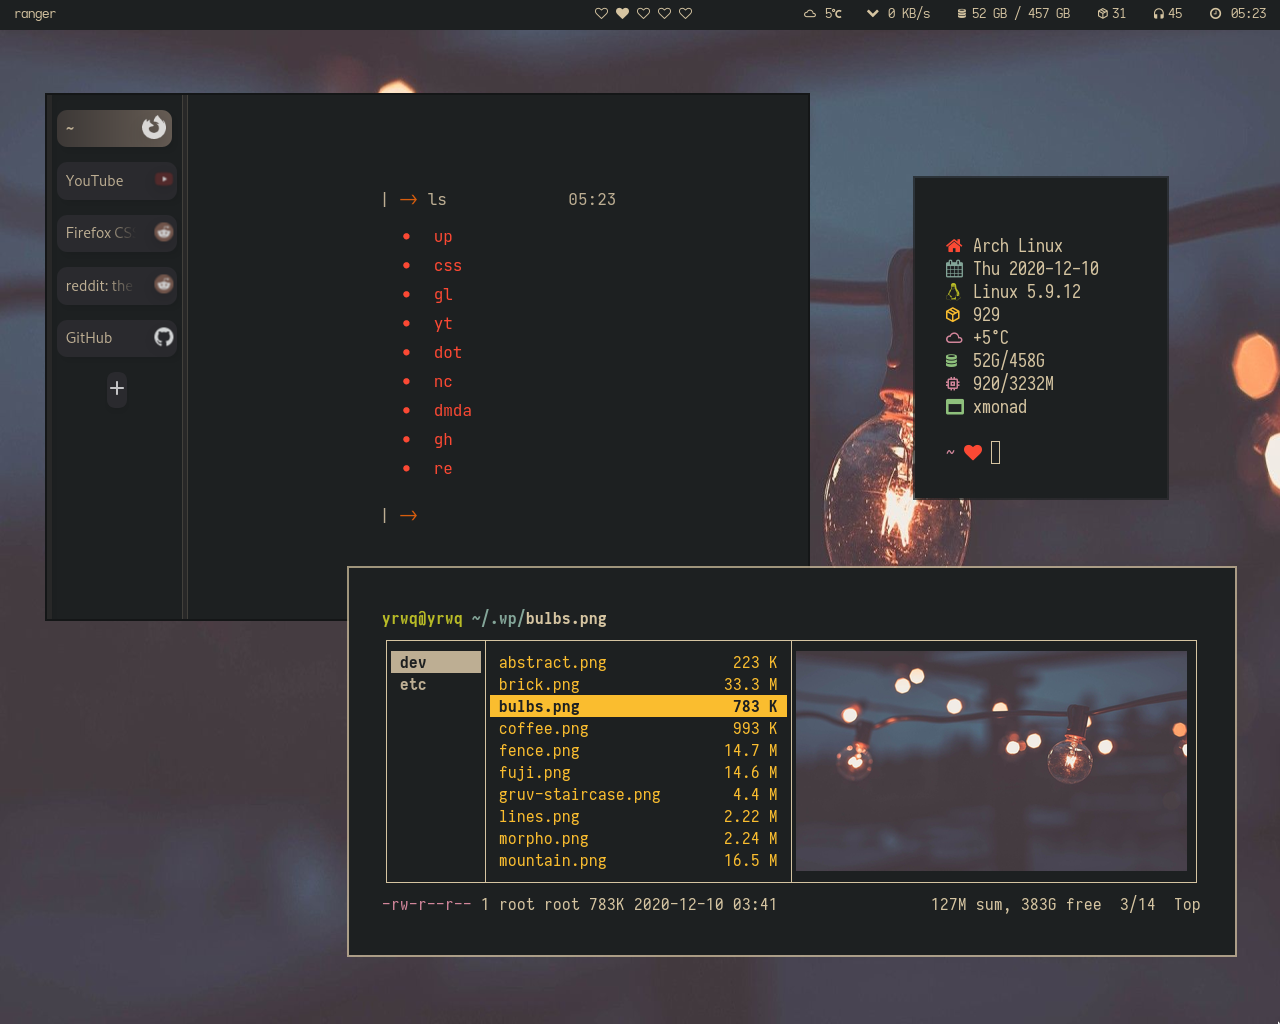 ranger 5℃ 0 KB/s 52 GB / 457 GB 31 45 05:23
~
YouTube
Firefox CS
reddit: the
GitHub
+
| → ls 05:23
• up
• css
• gl
• yt
• dot
• nc
• dmda
• gh
• re
| →
Arch Linux
Thu 2020-12-10
Linux 5.9.12
929
+5°C
52G/458G
920/3232M
xmonad
~
yrwq@yrwq ~/.wp/bulbs.png
dev
etc
abstract.png 223 K
brick.png 33.3 M
bulbs.png 783 K
coffee.png 993 K
fence.png 14.7 M
fuji.png 14.6 M
gruv-staircase.png 4.4 M
lines.png 2.22 M
morpho.png 2.24 M
mountain.png 16.5 M
-rw-r--r-- 1 root root 783K 2020-12-10 03:41 127M sum, 383G free 3/14 Top